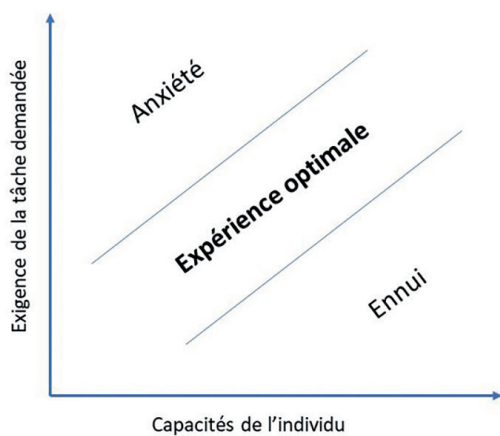 Exigence de la tâche demandée
Anxiété
Expérience optimale
Ennui
Capacités de l'individu